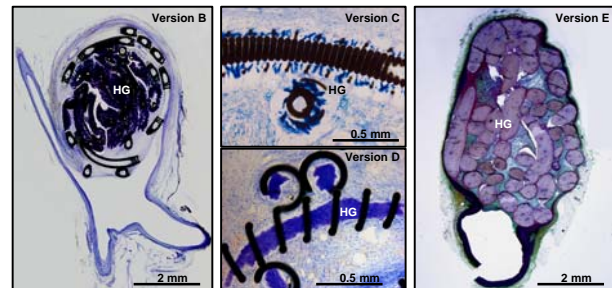 Version B
HG
2 mm
Version C
HG
0.5 mm
Version D
HG
0.5 mm
Version E
HG
2 mm